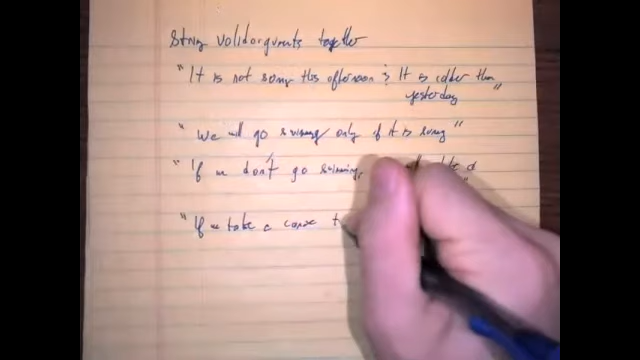 String valid arguments together
"It is not sunny this afternoon & It is colder than
yesterday"
"We will go swimming only if it is sunny"
"If we don't go swimming,
"If we take a canoe t